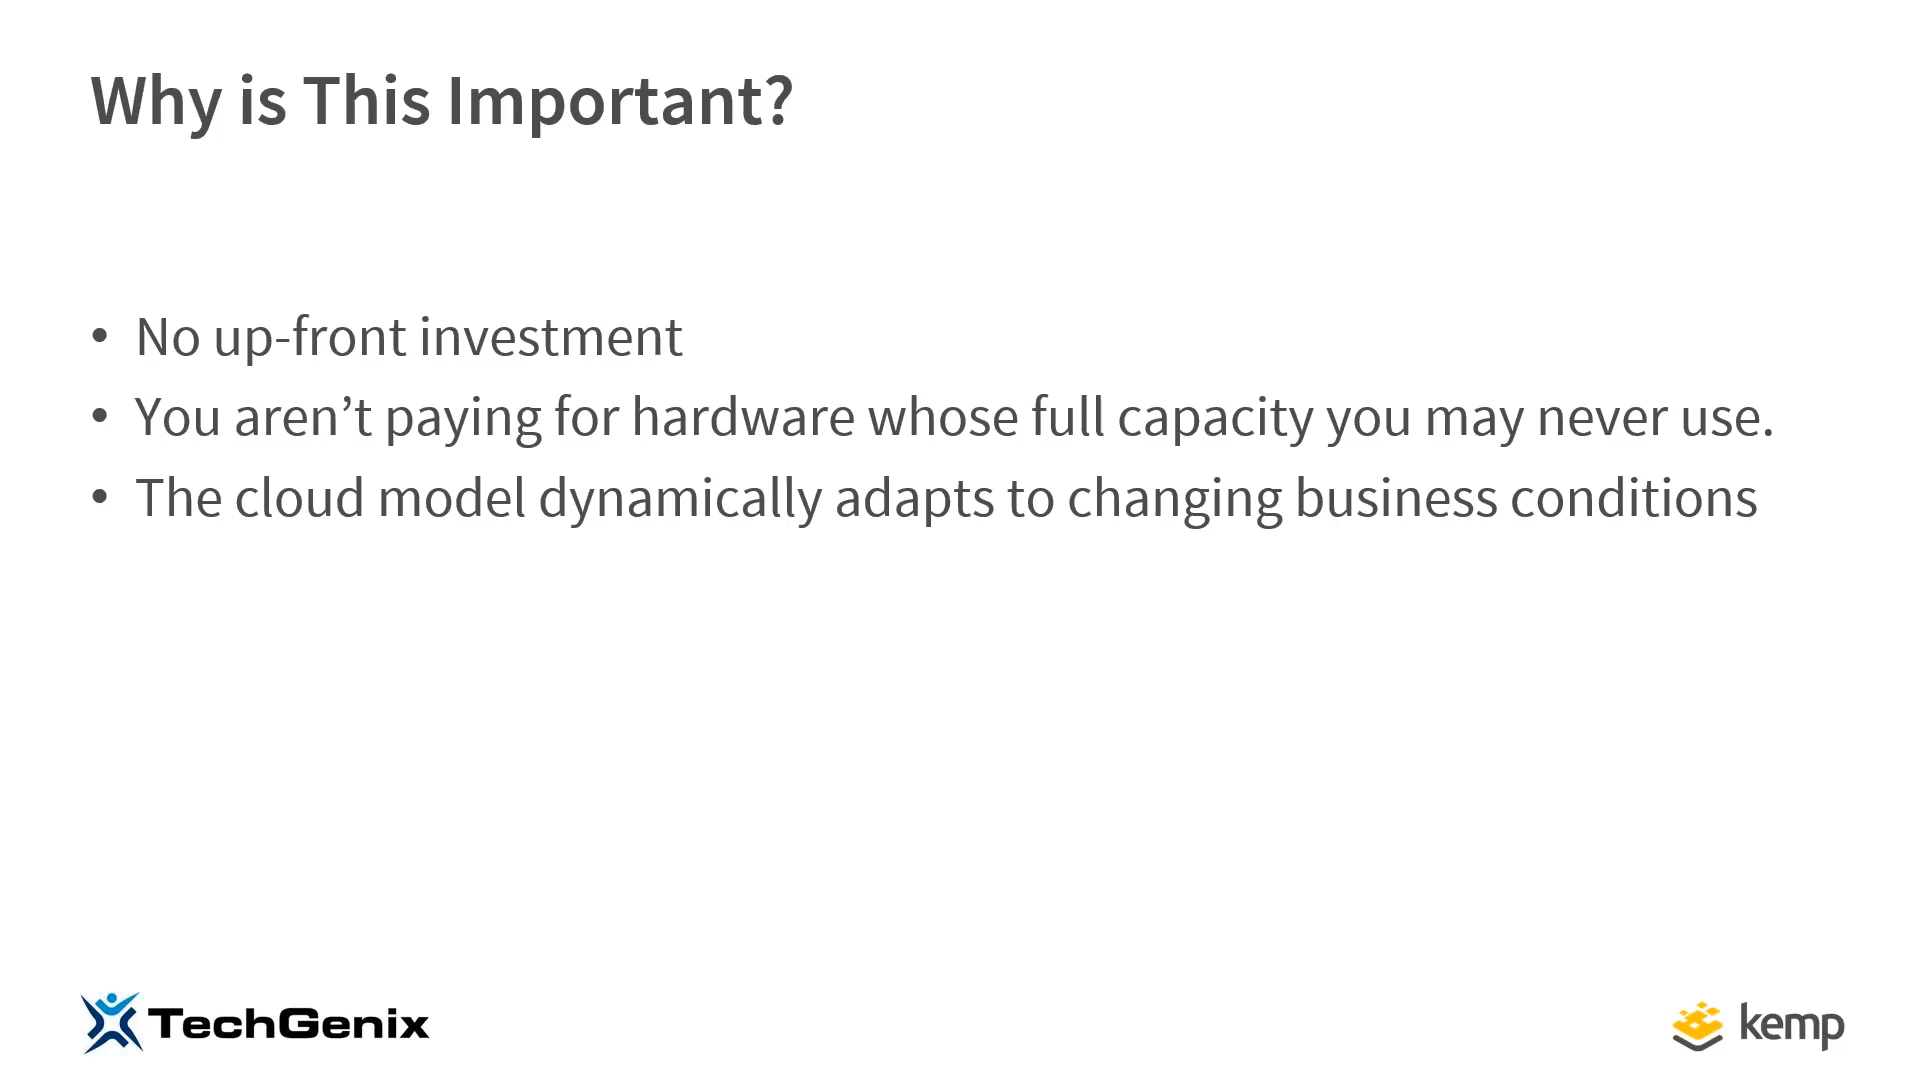 Why is This Important?
• No up-front investment
• You aren’t paying for hardware whose full capacity you may never use.
• The cloud model dynamically adapts to changing business conditions
TechGenix
kemp